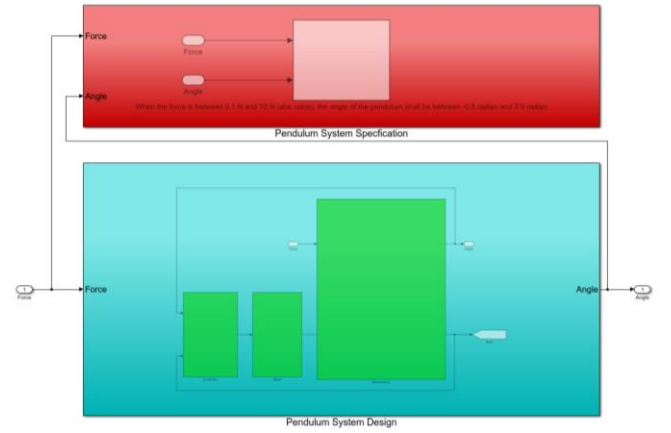 Force
Force
Angle
Angle
When the force is between 0.1 N and 10 N (abs value), the angle of the pendulum shall be between -0.5 radian and 0.5 radian
Pendulum System Specfication
1
Force
Force
Angle
1
Angle
Pendulum System Design